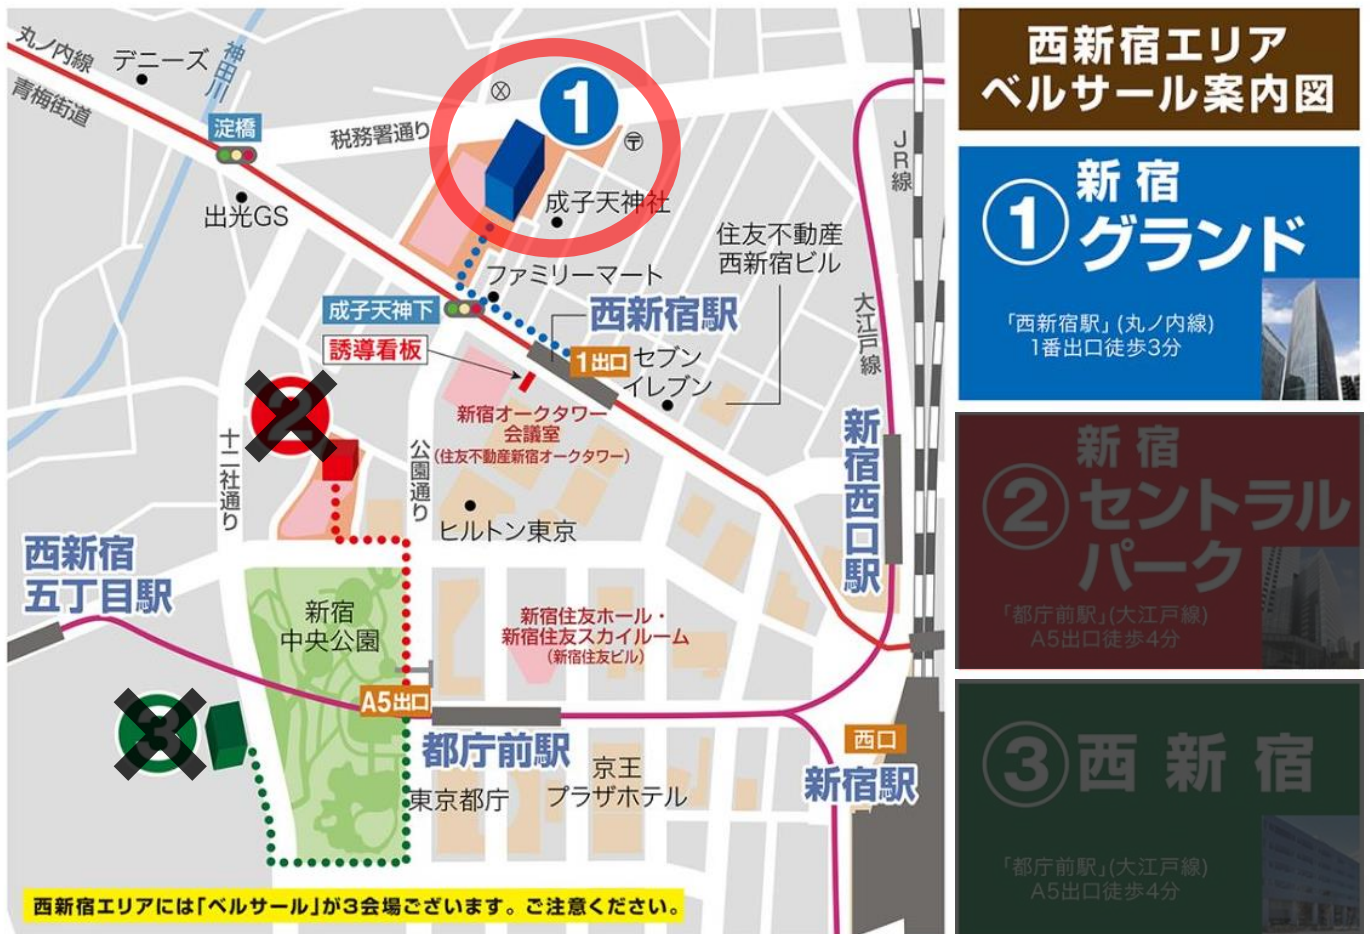 丸ノ内線
青梅街道
デニーズ
神田川
淀橋
税務署通り
1
〒
成子天神社
出光GS
ファミリーマート
住友不動産
西新宿ビル
JR線
大江戸線
成子天神下
西新宿駅
誘導看板
1出口
セブン
イレブン
2
新宿オークタワー
会議室
(住友不動産新宿オークタワー)
十二社通り
公園通り
ヒルトン東京
新宿西口駅
西新宿
五丁目駅
新宿
中央公園
新宿住友ホール・
新宿住友スカイルーム
(新宿住友ビル)
A5出口
3
都庁前駅
西口
新宿駅
東京都庁
京王
プラザホテル
西新宿エリアには「ベルサール」が3会場ございます。ご注意ください。
西新宿エリア
ベルサール案内図
① 新宿
グランド
「西新宿駅」(丸ノ内線)
1番出口徒歩3分
② 新宿
セントラル
パーク
「都庁前駅」(大江戸線)
A5出口徒歩4分
③西新宿
「都庁前駅」(大江戸線)
A5出口徒歩4分